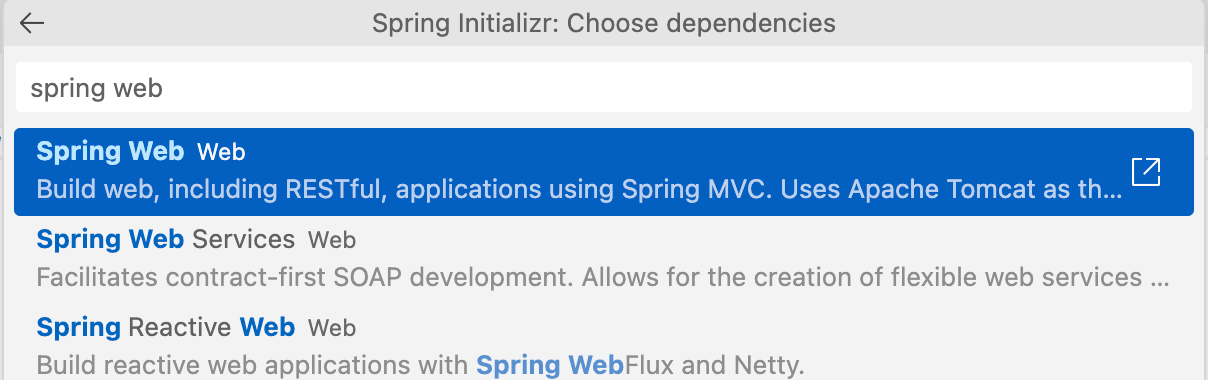 Spring Initializr: Choose dependencies
spring web
Spring Web Web
Build web, including RESTful, applications using Spring MVC. Uses Apache Tomcat as th...
Spring Web Services Web
Facilitates contract-first SOAP development. Allows for the creation of flexible web services ...
Spring Reactive Web Web
Build reactive web applications with Spring WebFlux and Netty.